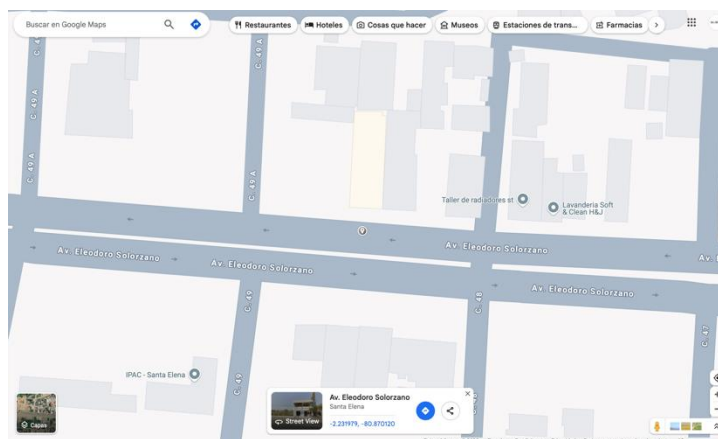 Buscar en Google Maps
Restaurantes
Hoteles
Cosas que hacer
Museos
Estaciones de trans...
Farmacias
C. 49 A
C. 49 A
C. 49 A
C. 49 A
Taller de radiadores st
Lavanderia Soft
& Clean H&J
Av. Eleodoro Solorzano
Av.
Av. Eleodoro Solorzano
Av. Eleodoro Solorzano
Av. Eleodoro Solorzano
C. 49
C. 49
C. 48
C. 47
IPAC - Santa Elena
Capas
Street View
Av. Eleodoro Solorzano
Santa Elena
-2.231979, -80.870120